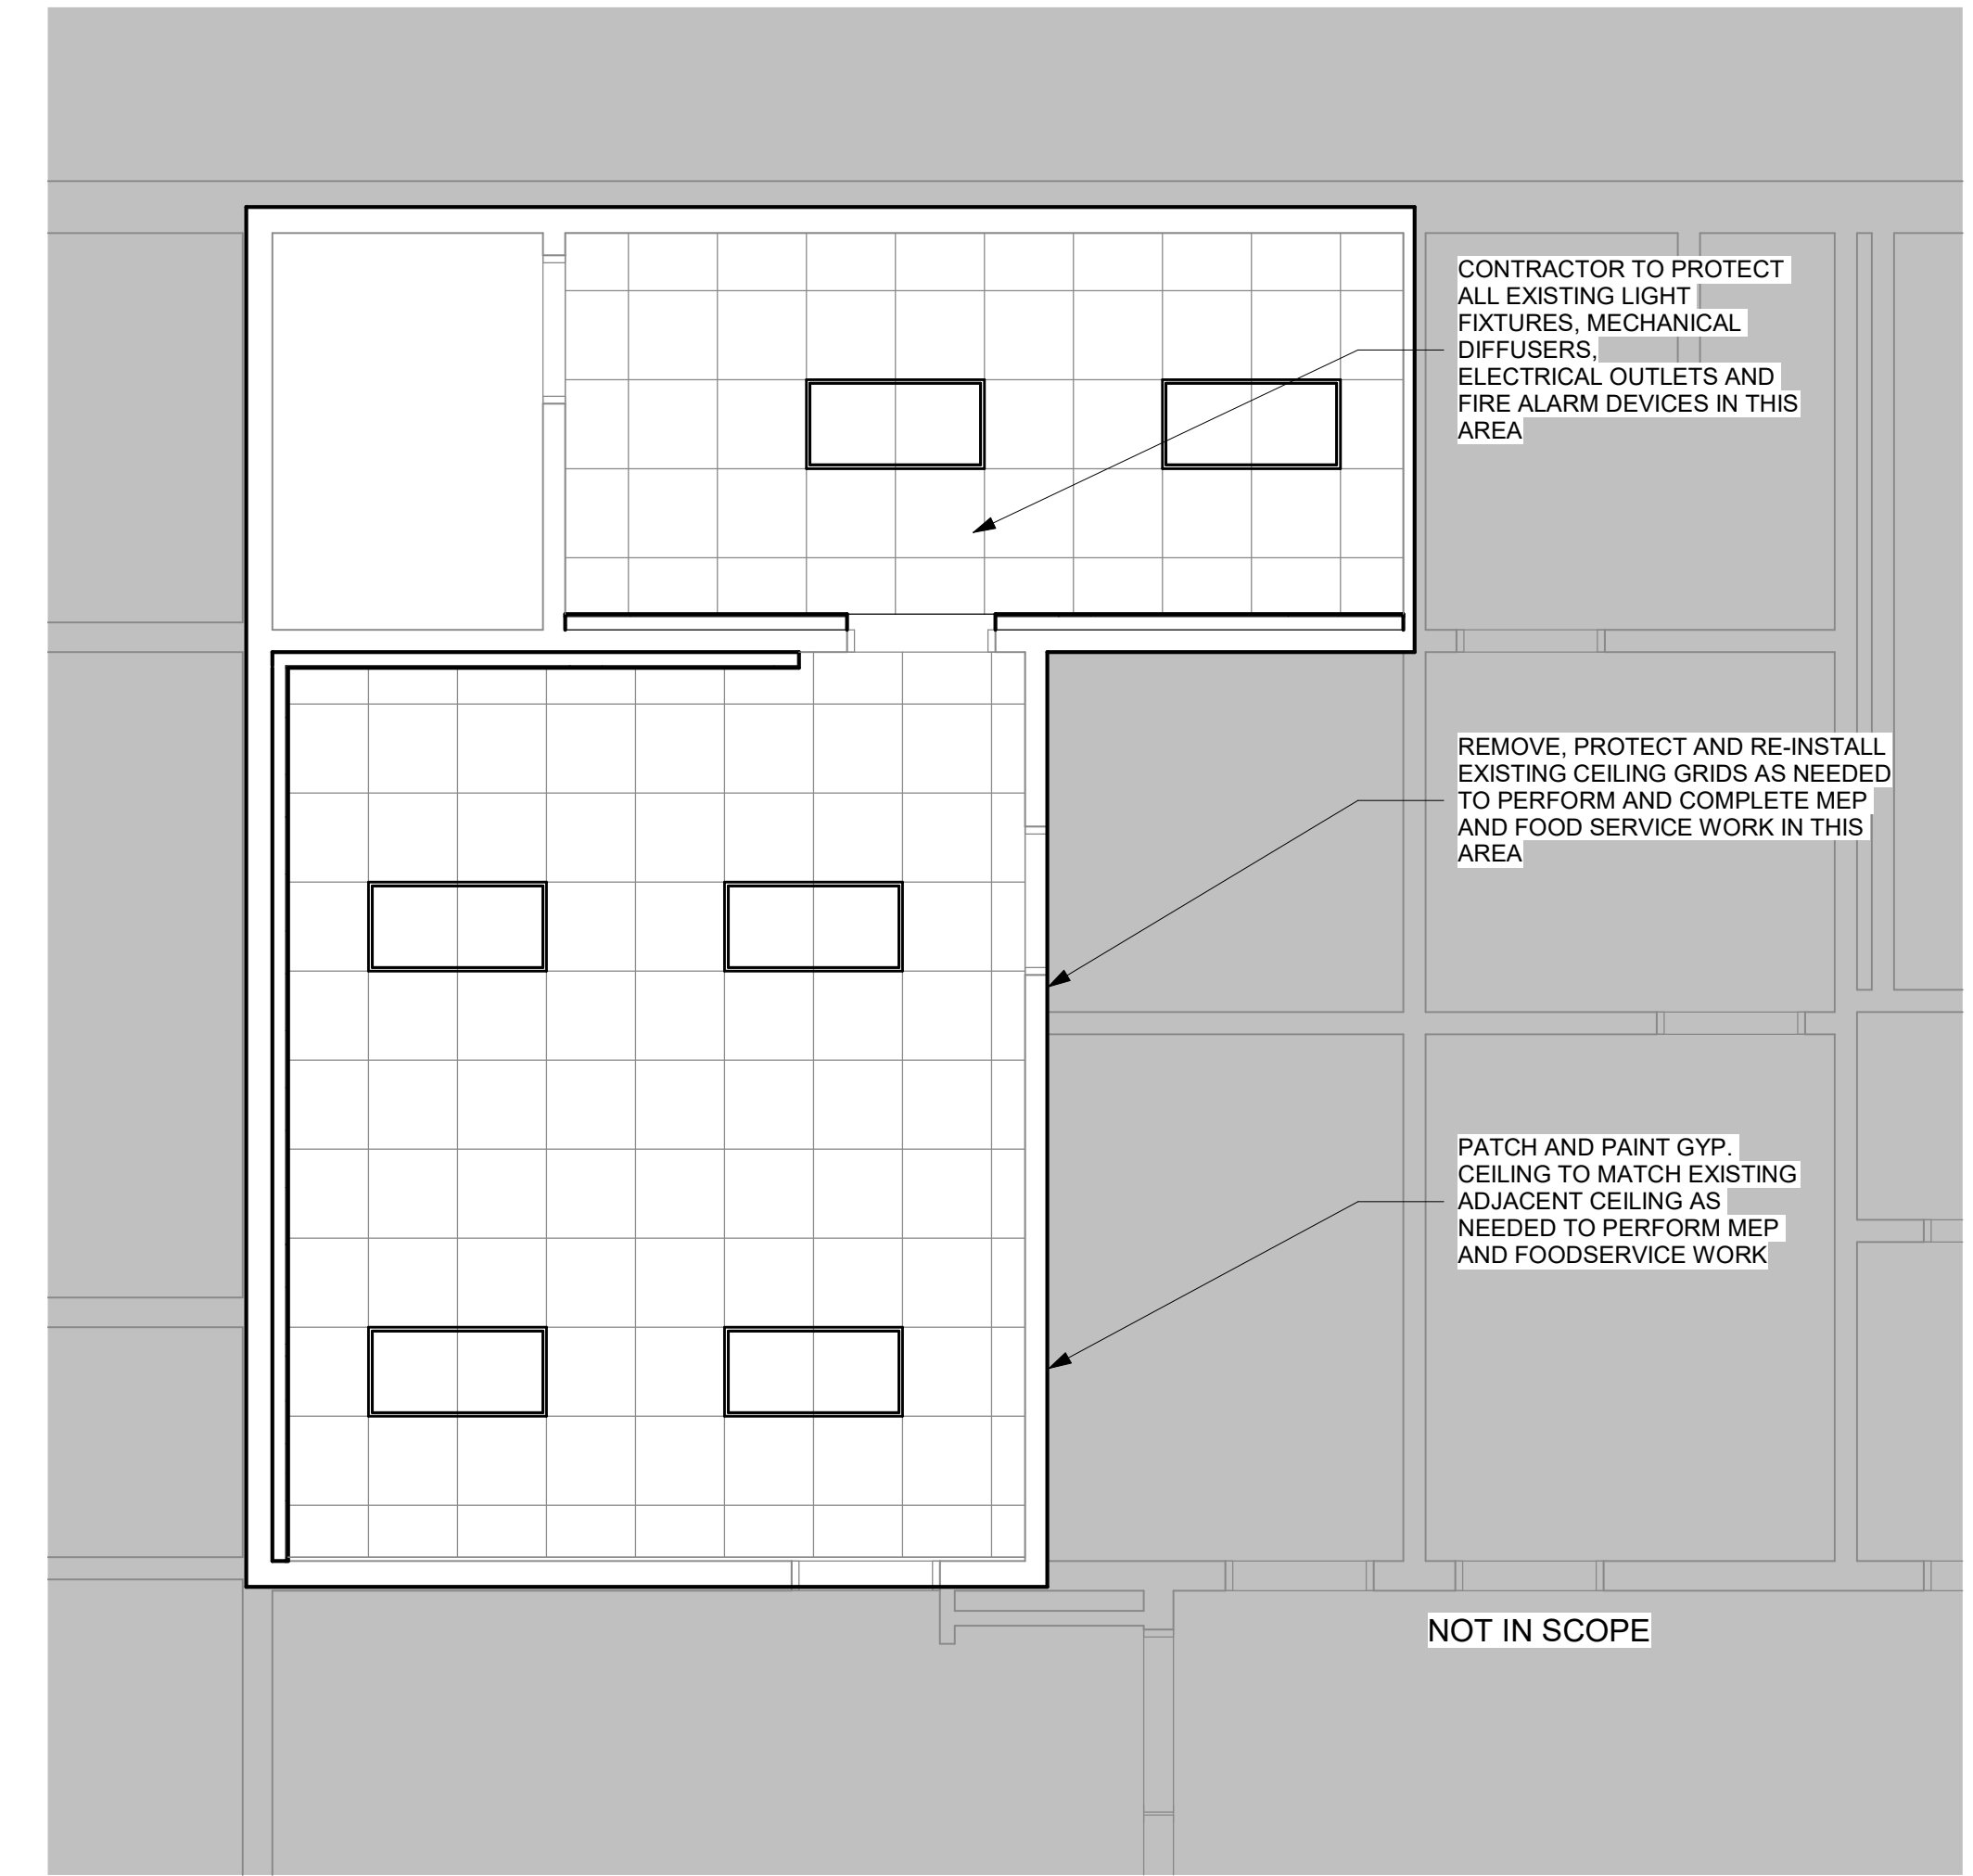 CONTRACTOR TO PROTECT
ALL EXISTING LIGHT
FIXTURES, MECHANICAL
DIFFUSERS,
ELECTRICAL OUTLETS AND
FIRE ALARM DEVICES IN THIS
AREA
REMOVE, PROTECT AND RE-INSTALL
EXISTING CEILING GRIDS AS NEEDED
TO PERFORM AND COMPLETE MEP
AND FOOD SERVICE WORK IN THIS
AREA
PATCH AND PAINT GYP.
CEILING TO MATCH EXISTING
ADJACENT CEILING AS
NEEDED TO PERFORM MEP
AND FOODSERVICE WORK
NOT IN SCOPE